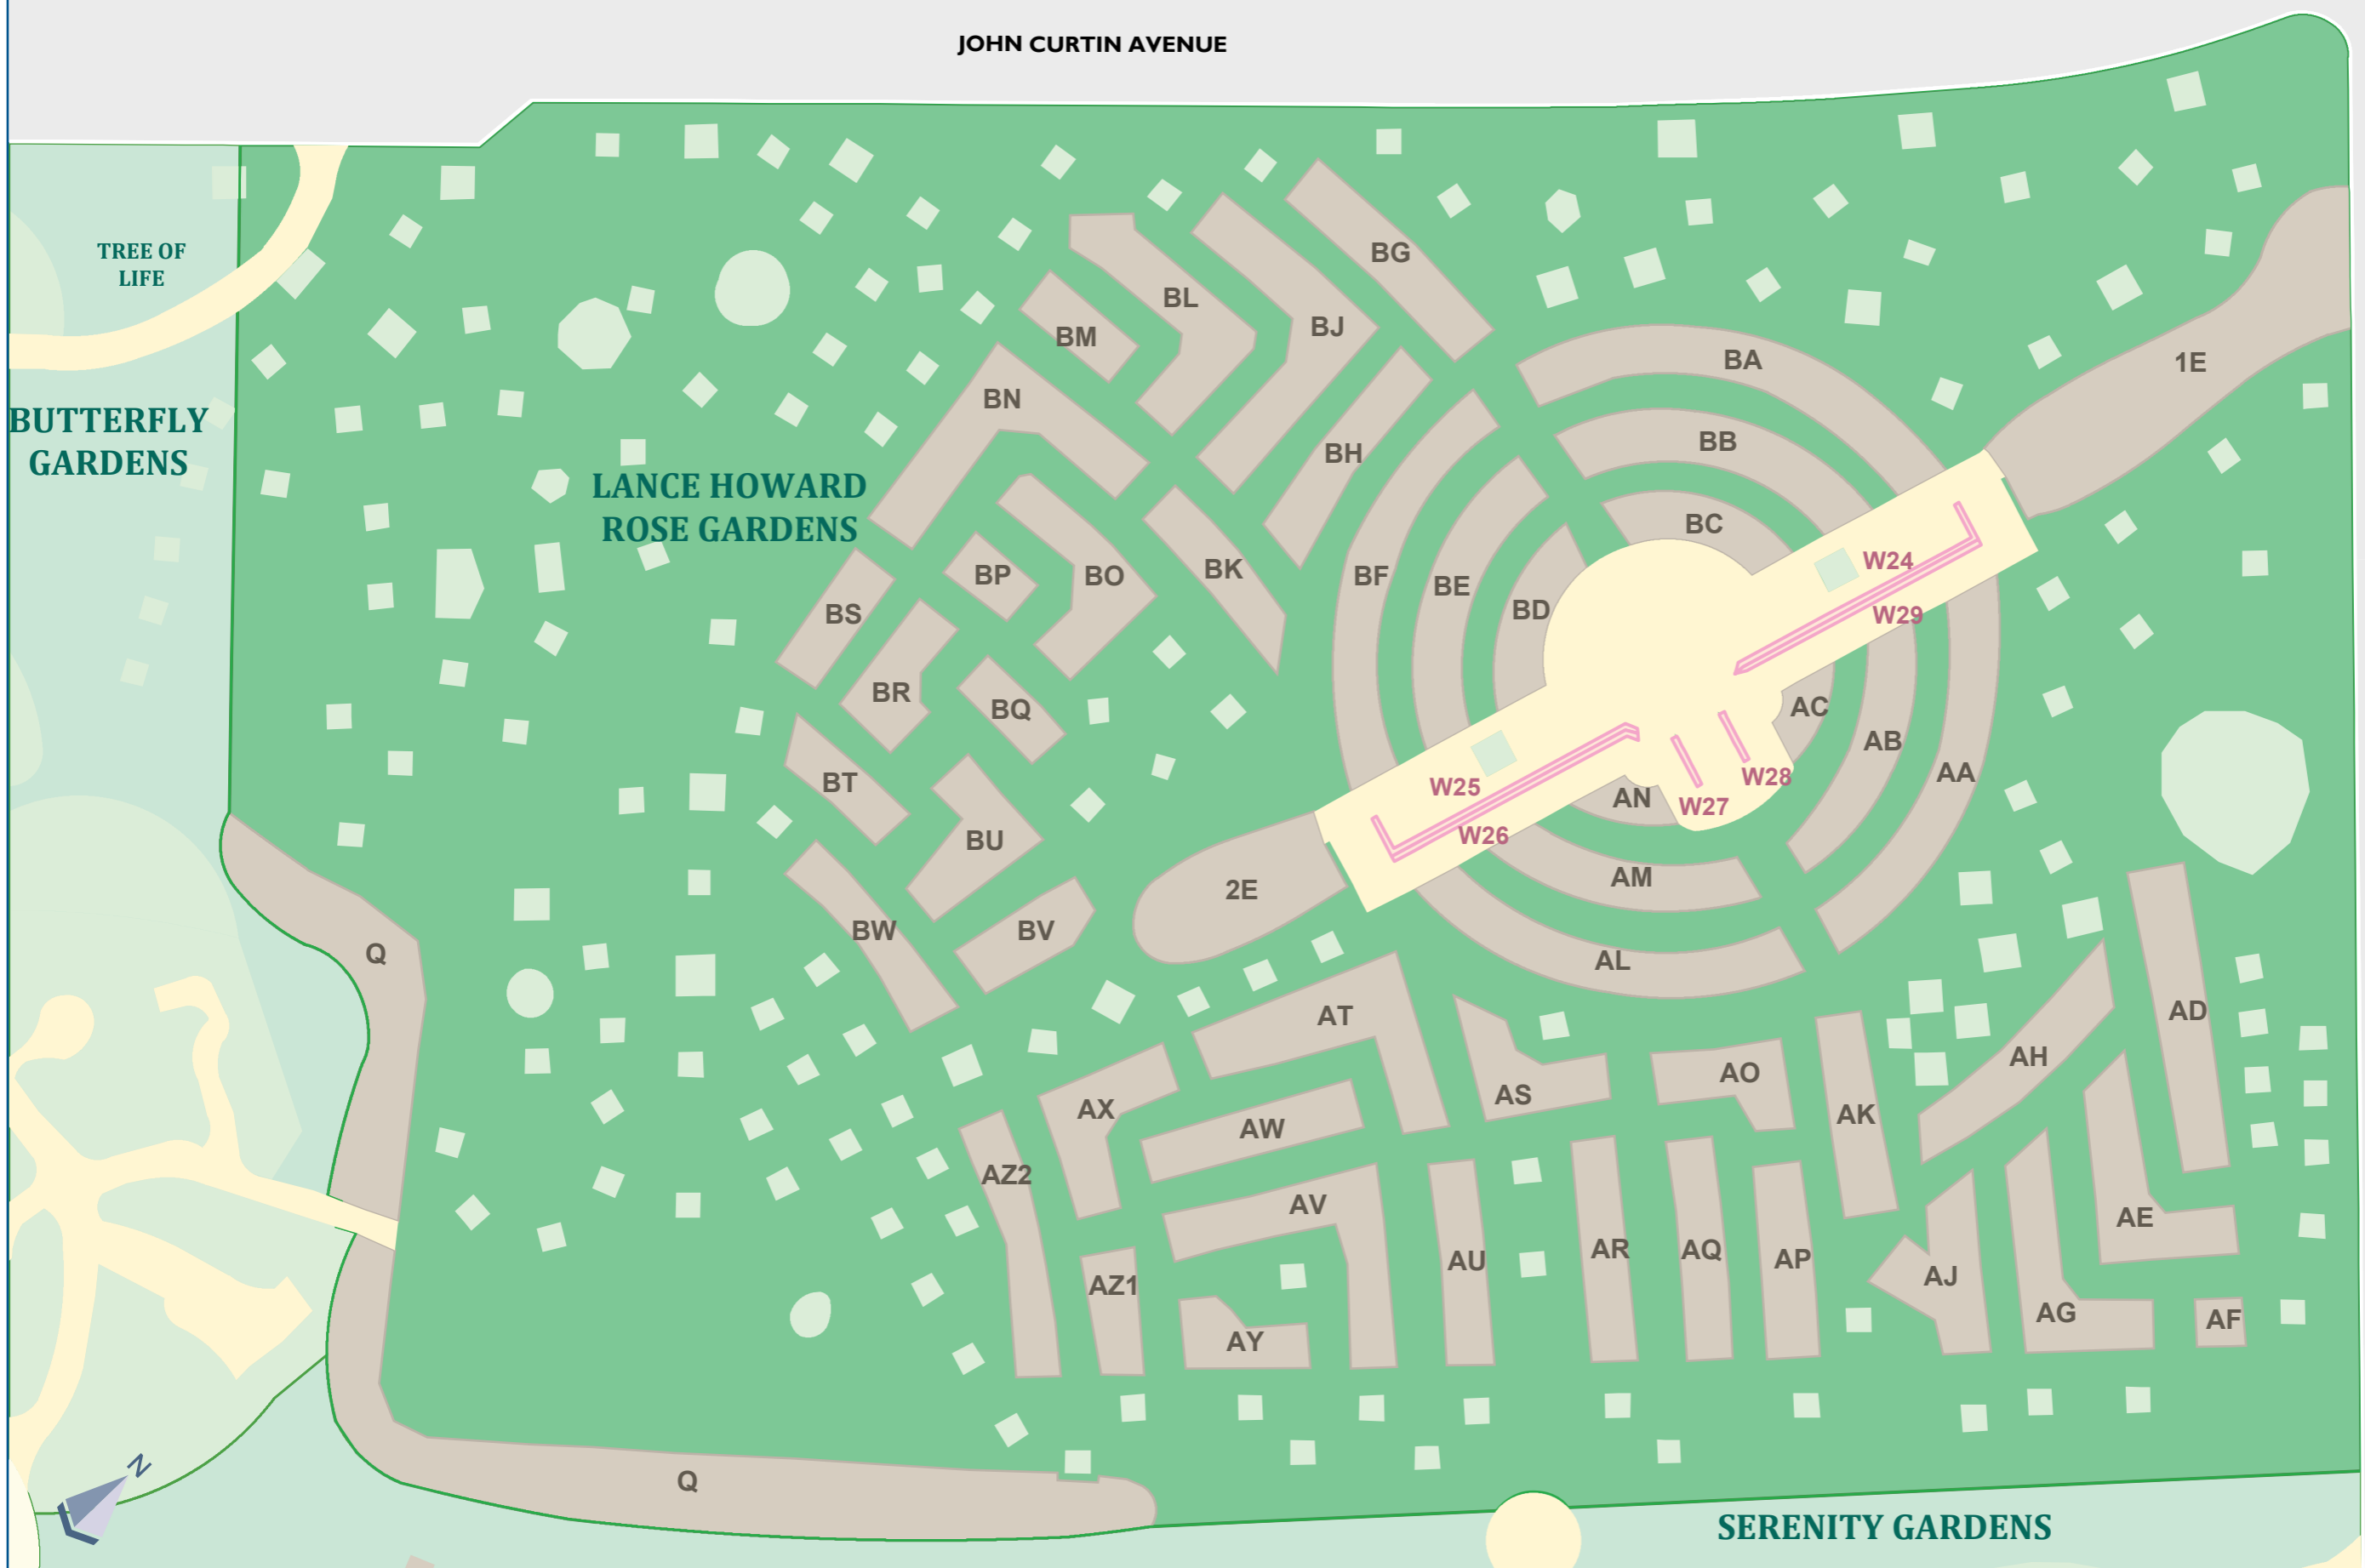 JOHN CURTIN AVENUE
TREE OF
LIFE
BUTTERFLY
GARDENS
LANCE HOWARD
ROSE GARDENS
BG
BL
BJ
BM
BN
BH
BA
1E
BB
BC
BF
BE
BD
BK
BO
BP
BS
BR
BQ
BT
BU
BW
BV
W24
W29
AC
AB
AA
W28
W27
W25
W26
AN
AM
AL
2E
Q
AT
AS
AO
AK
AH
AD
AX
AW
AZ2
AV
AU
AR
AQ
AP
AJ
AE
AG
AF
AZ1
AY
Q
N
SERENITY GARDENS